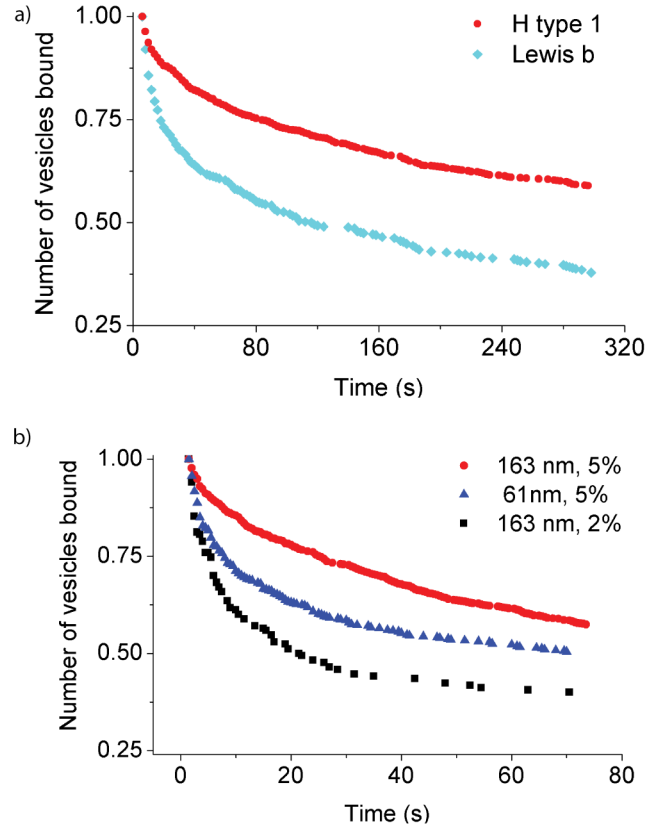 a)
H type 1
Lewis b
1.00
0.75
0.50
0.25
Number of vesicles bound
0 80 160 240 320
Time (s)
b)
163 nm, 5%
61nm, 5%
163 nm, 2%
1.00
0.75
0.50
0.25
Number of vesicles bound
0 20 40 60 80
Time (s)